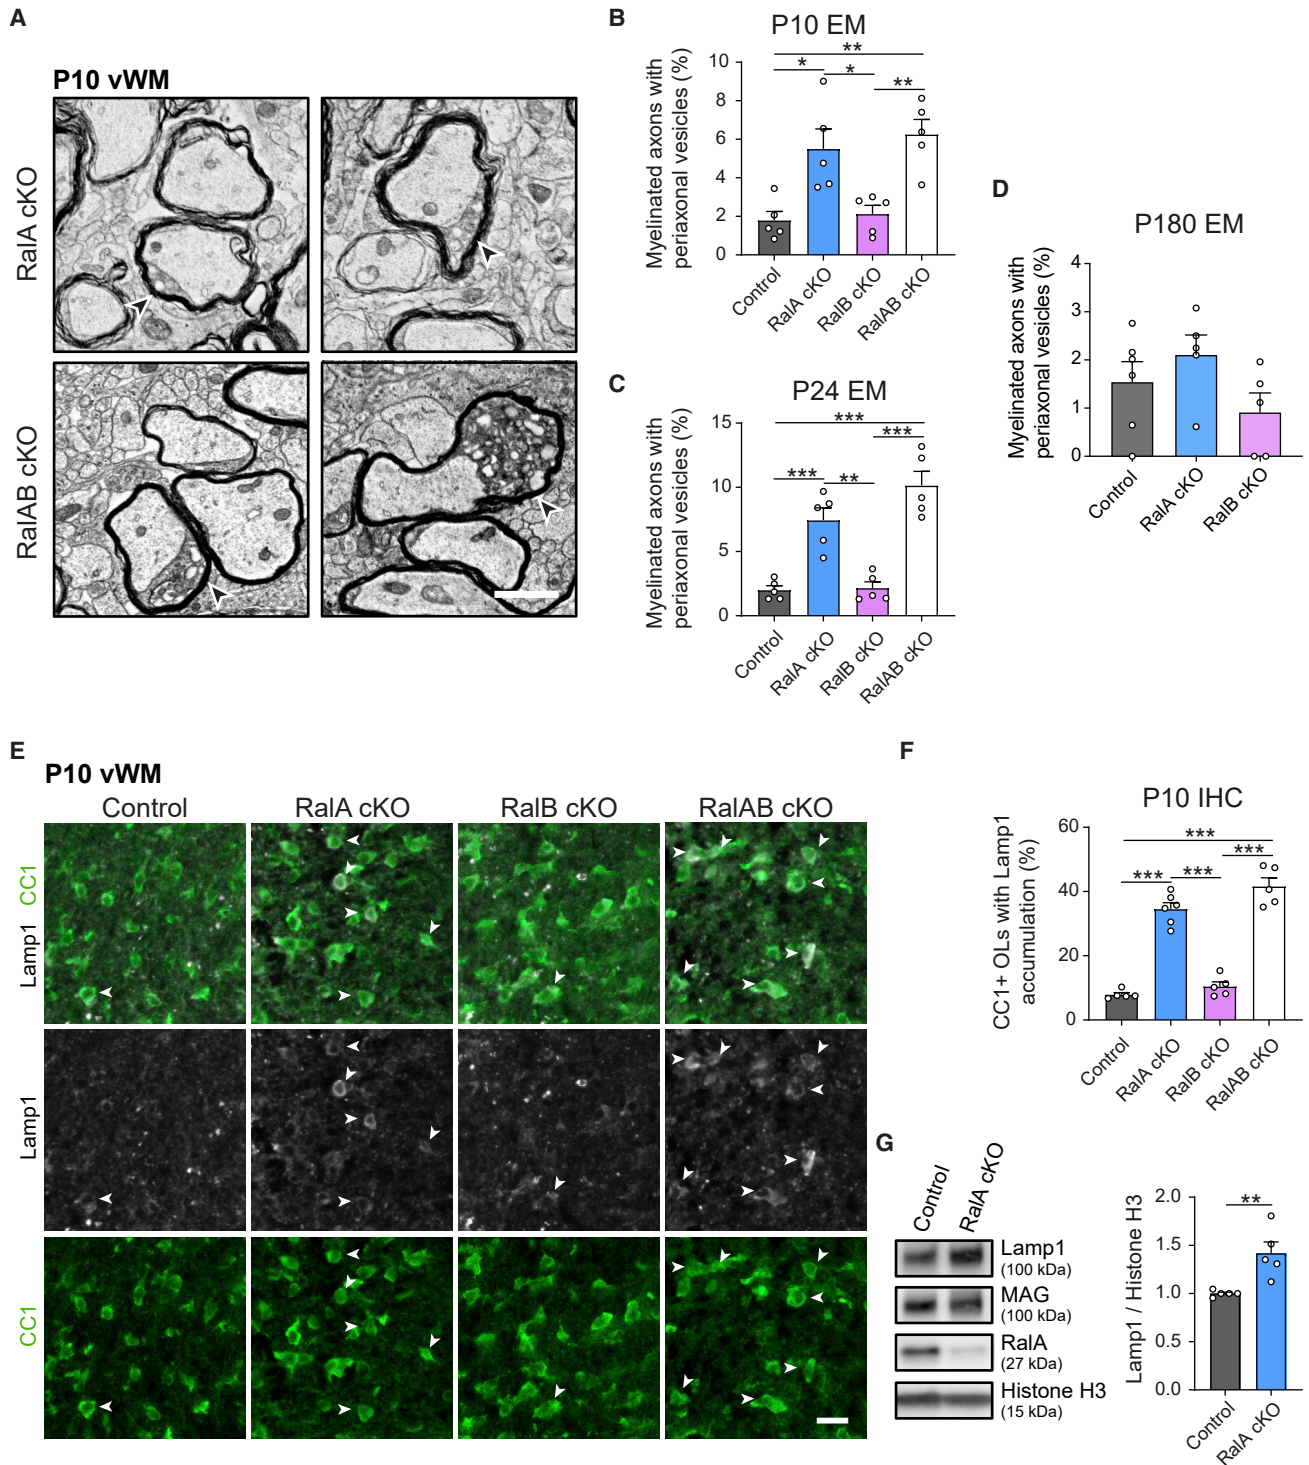 A
P10 vWM
RalA cKO
RalAB cKO
B
P10 EM
Myelinated axons with
periaxonal vesicles (%)
10
8
6
4
2
0
**
*
*
**
Control
RalA cKO
RalB cKO
RalAB cKO
C
P24 EM
Myelinated axons with
periaxonal vesicles (%)
15
10
5
0
***
***
***
**
Control
RalA cKO
RalB cKO
RalAB cKO
D
P180 EM
Myelinated axons with
periaxonal vesicles (%)
4
3
2
1
0
Control
RalA cKO
RalB cKO
E
P10 vWM
Control
RalA cKO
RalB cKO
RalAB cKO
Lamp1 CC1
Lamp1
CC1
F
P10 IHC
CC1+ OLs with Lamp1
accumulation (%)
60
40
20
0
***
***
***
***
Control
RalA cKO
RalB cKO
RalAB cKO
G
Control
RalA cKO
Lamp1
(100 kDa)
MAG
(100 kDa)
RalA
(27 kDa)
Histone H3
(15 kDa)
Lamp1 / Histone H3
2.0
1.5
1.0
0.5
0.0
**
Control
RalA cKO